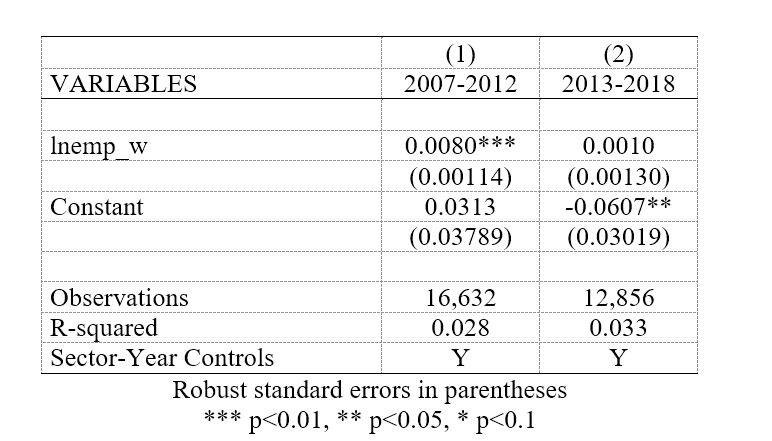 (1) (2)
VARIABLES 2007-2012 2013-2018
lnemp_w 0.0080*** 0.0010
(0.00114) (0.00130)
Constant 0.0313 -0.0607**
(0.03789) (0.03019)
Observations 16,632 12,856
R-squared 0.028 0.033
Sector-Year Controls Y Y
Robust standard errors in parentheses
*** p<0.01, ** p<0.05, * p<0.1